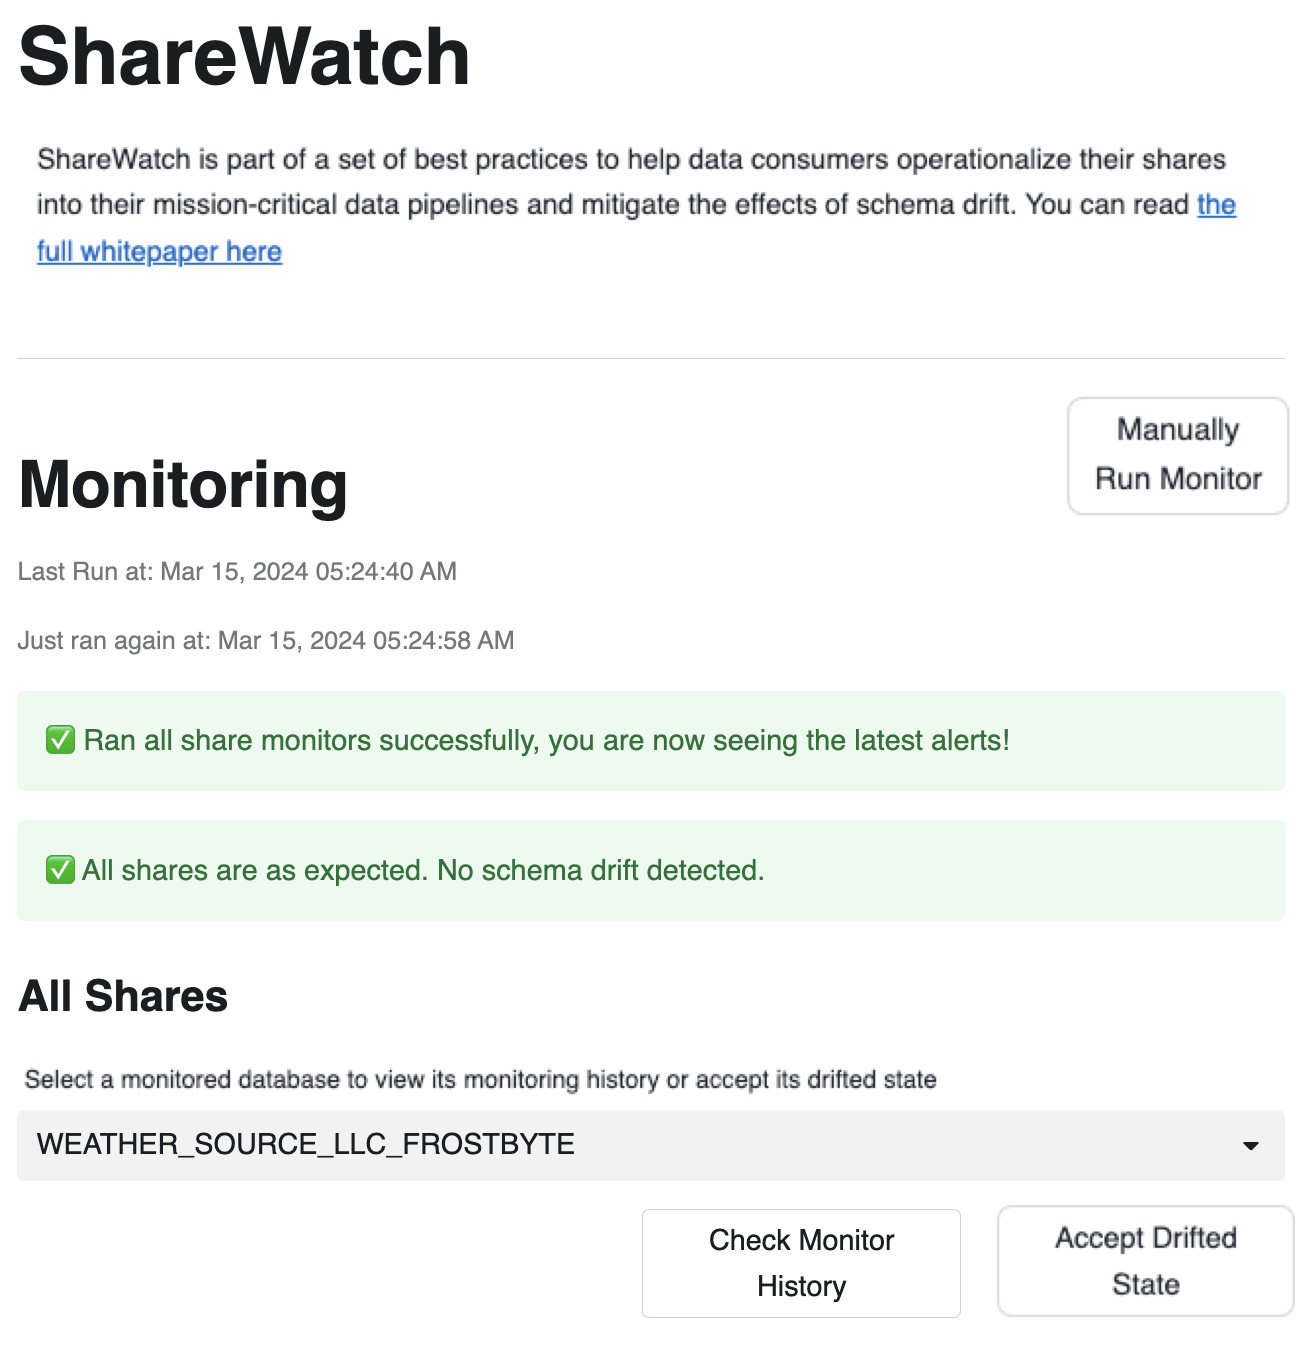 ShareWatch
ShareWatch is part of a set of best practices to help data consumers operationalize their shares
into their mission-critical data pipelines and mitigate the effects of schema drift. You can read the
full whitepaper here
Manually
Run Monitor
Monitoring
Last Run at: Mar 15, 2024 05:24:40 AM
Just ran again at: Mar 15, 2024 05:24:58 AM
✅ Ran all share monitors successfully, you are now seeing the latest alerts!
✅ All shares are as expected. No schema drift detected.
All Shares
Select a monitored database to view its monitoring history or accept its drifted state
WEATHER_SOURCE_LLC_FROSTBYTE
Check Monitor
History
Accept Drifted
State